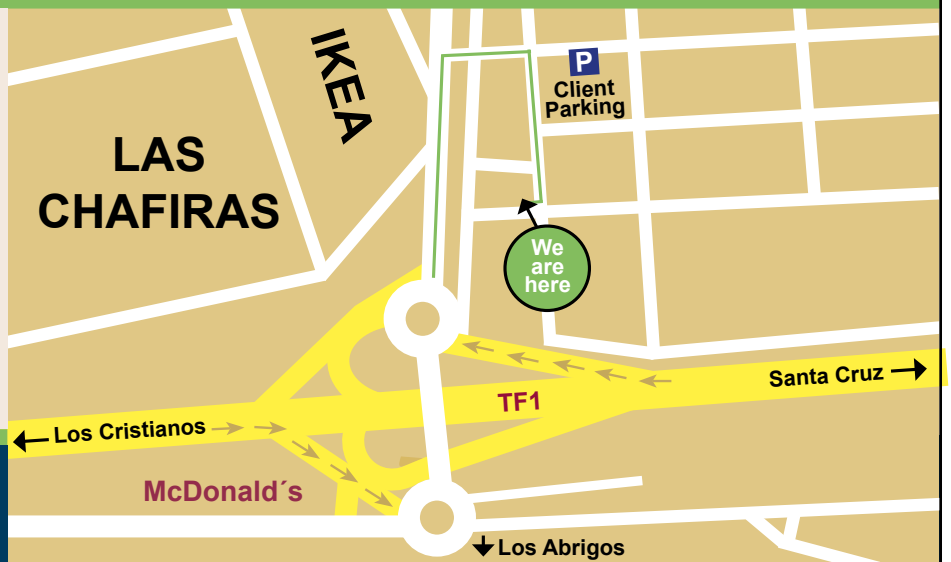 IKEA
P
Client
Parking
LAS
CHAFIRAS
We
are
here
Santa Cruz
TF1
Los Cristianos
McDonald´s
Los Abrigos